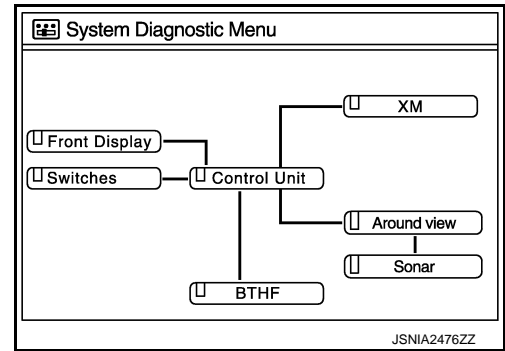 System Diagnostic Menu
XM
Front Display
Switches
Control Unit
Around view
Sonar
BTHF
JSNIA2476ZZ